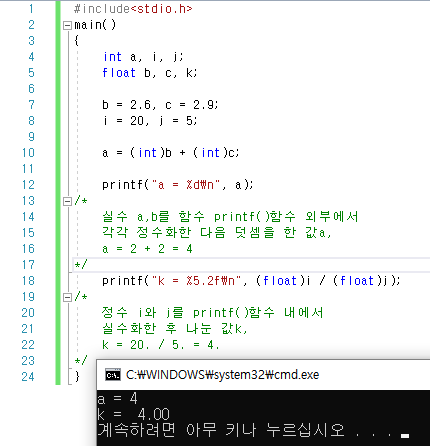 1 #include<stdio.h>
2 main()
3 {
4 int a, i, j;
5 float b, c, k;
6
7 b = 2.6, c = 2.9;
8 i = 20, j = 5;
9
10 a = (int)b + (int)c;
11
12 printf("a = %d₩n", a);
13 /*
14 실수 a,b를 함수 printf()함수 외부에서
15 각각 정수화한 다음 덧셈을 한 값a,
16 a = 2 + 2 = 4
17 */
18 printf("k = %5.2f₩n", (float)i / (float)j);
19 /*
20 정수 i와 j를 printf()함수 내에서
21 실수화한 후 나눈 값k,
22 k = 20. / 5. = 4.
23 */
24 }
C:\. C:₩WINDOWS₩system32₩cmd.exe
a = 4
k =  4.00
계속하려면 아무 키나 누르십시오 . . .